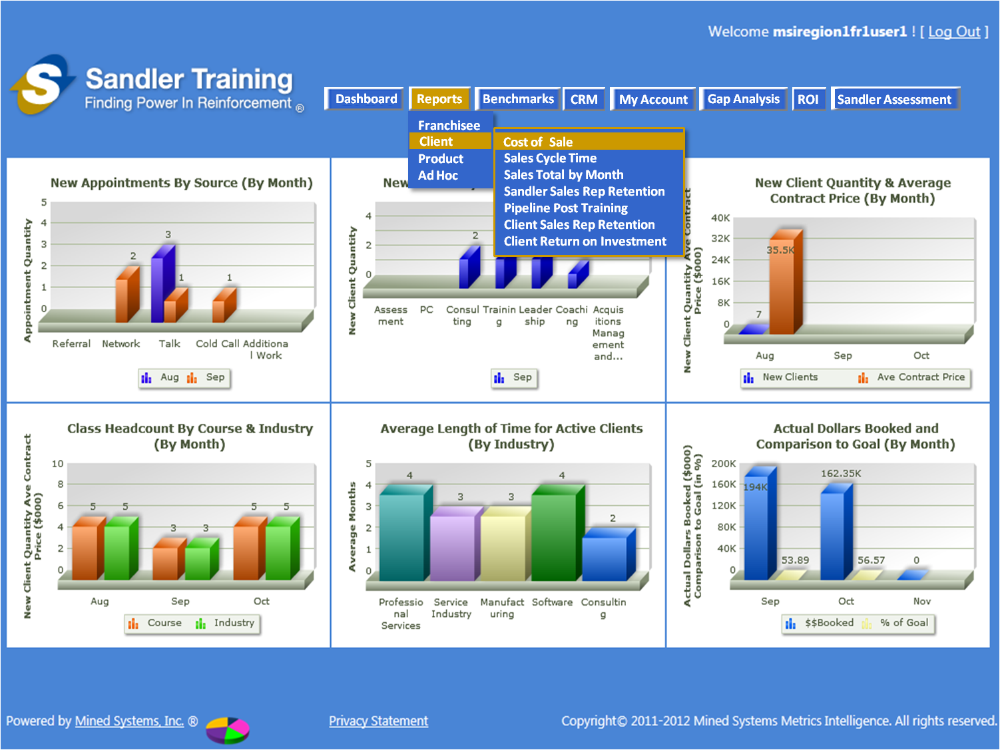 Welcome msiregion1fr1user1 ! [ Log Out ]
Sandler Training
Finding Power In Reinforcement ®
Dashboard
Reports
Benchmarks
CRM
My Account
Gap Analysis
ROI
Sandler Assessment
Franchisee
Client
Product
Ad Hoc
Cost of Sale
Sales Cycle Time
Sales Total by Month
Sandler Sales Rep Retention
Pipeline Post Training
Client Sales Rep Retention
Client Return on Investment
New Appointments By Source (By Month)
Appointment Quantity
5
4
3
2
1
0
2
3
1
1
Referral
Network
Talk
Cold Call
Additiona
l Work
Aug
Sep
New
New Client Quantity
4
2
0
2
Assess
ment
PC
Consul
ting
Trainin
g
Leader
ship
Coachi
ng
Acquis
itions
Manag
ement
and...
Sep
New Client Quantity & Average
Contract Price (By Month)
New Client Quantity Ave Contract
Price ($000)
40K
32K
24K
16K
8K
0
7
35.5K
Aug
Sep
Oct
New Clients
Ave Contract Price
Class Headcount By Course & Industry
(By Month)
New Client Quantity Ave Contract
Price ($000)
10
8
6
4
2
0
5
5
3
3
5
5
Aug
Sep
Oct
Course
Industry
Average Length of Time for Active Clients
(By Industry)
Average Months
5
4
3
2
1
0
4
3
3
4
2
Professio
nal
Services
Service
Industry
Manufact
uring
Software
Consultin
g
Actual Dollars Booked and
Comparison to Goal (By Month)
Actual Dollars Booked ($000)
Comparison to Goal (in %)
200K
160K
120K
80K
40K
0
194K
53.89
162.35K
56.57
0
Sep
Oct
Nov
$$Booked
% of Goal
Powered by Mined Systems, Inc. ®
Privacy Statement
Copyright© 2011-2012 Mined Systems Metrics Intelligence. All rights reserved.